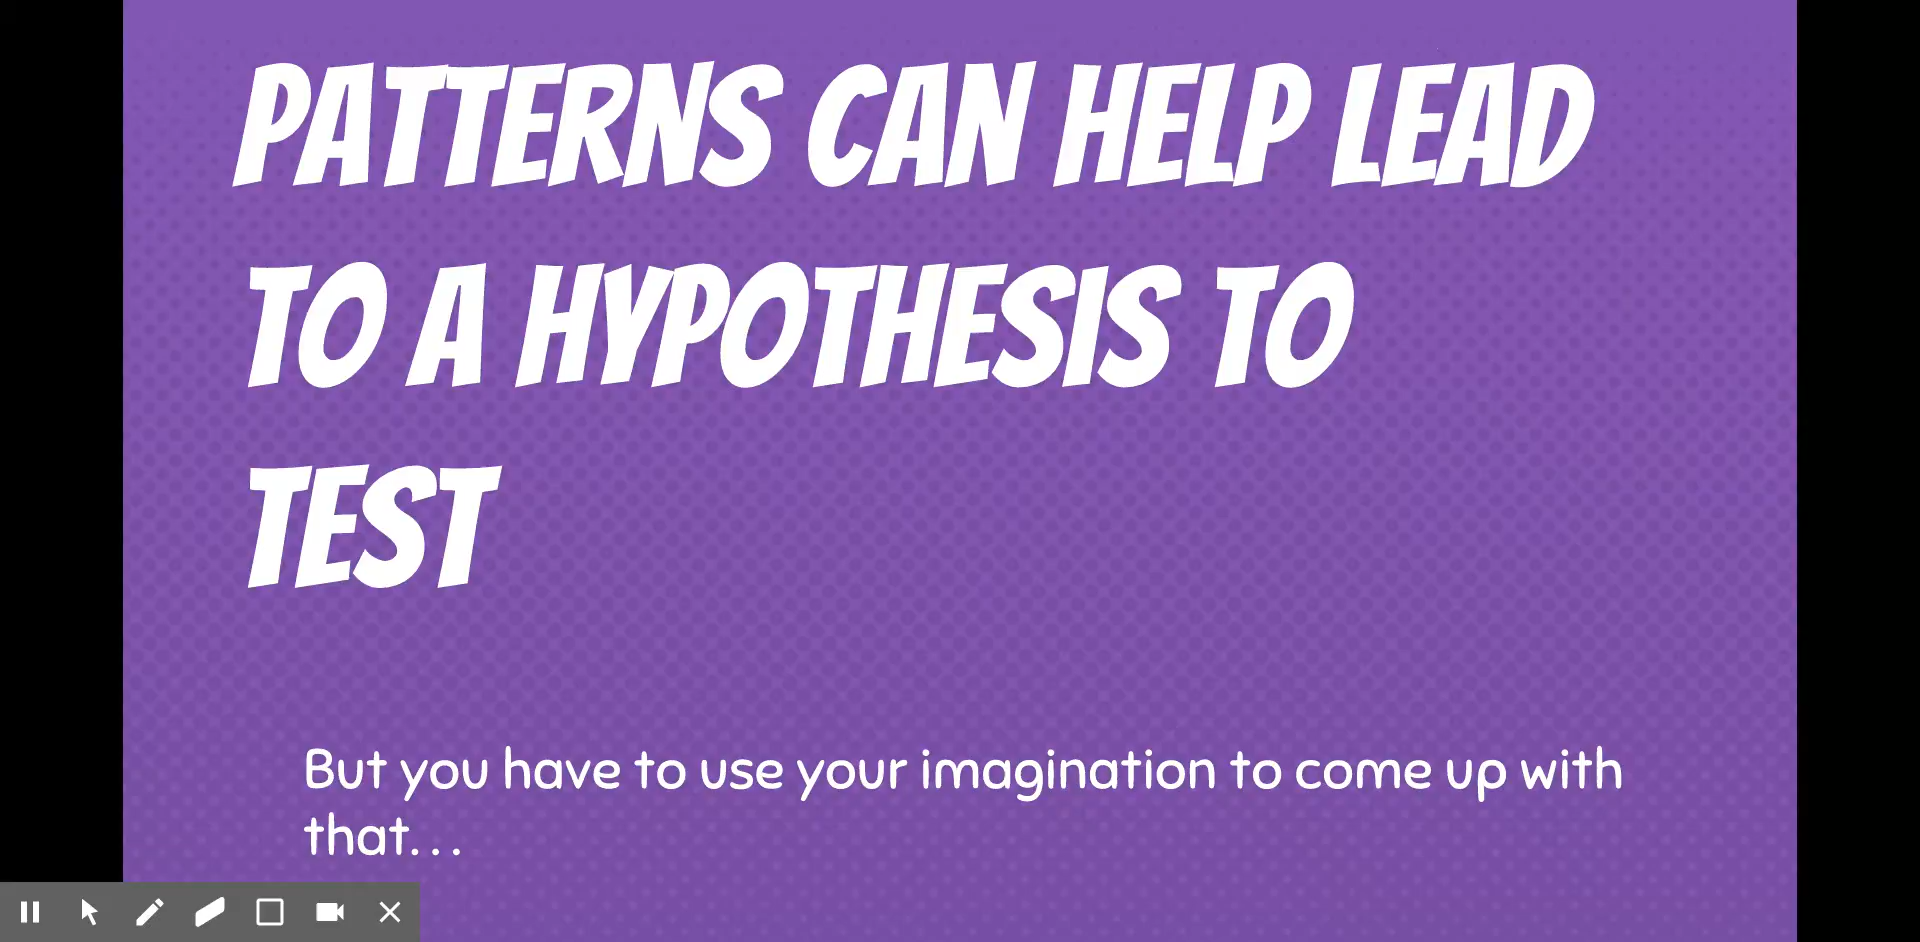 PATTERNS CAN HELP LEAD
TO A HYPOTHESIS TO
TEST
But you have to use your imagination to come up with
that...